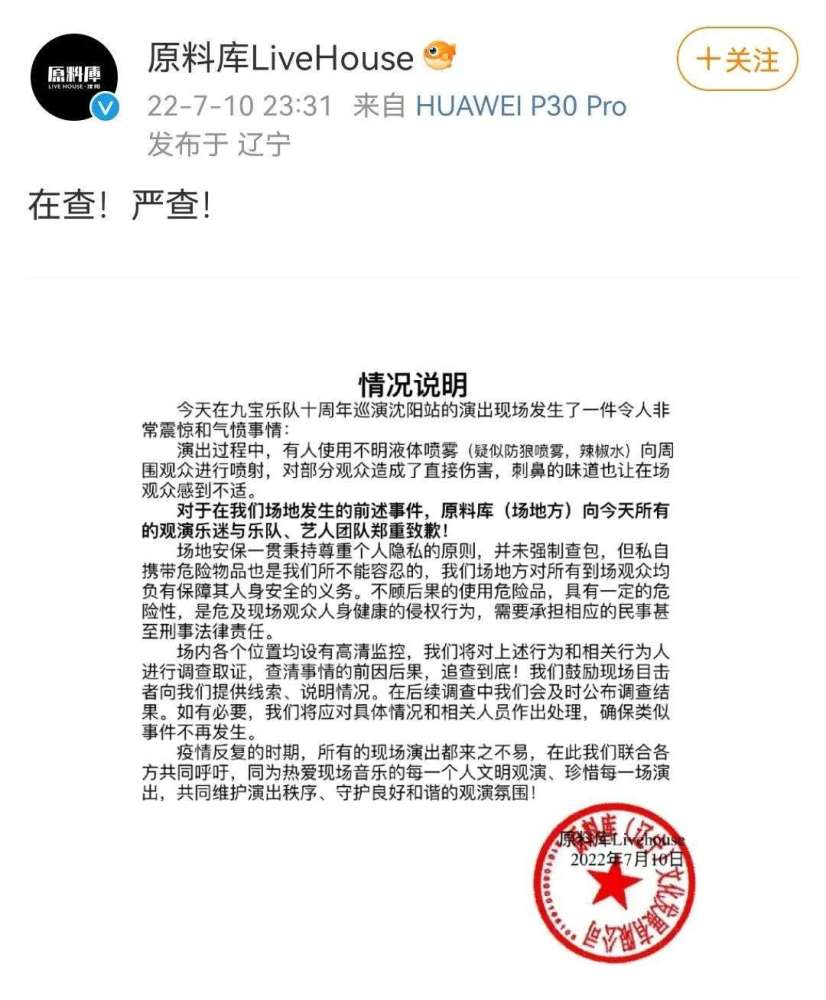 原料庫
LIVE HOUSE·沈阳
原料库LiveHouse
十关注
22-7-10 23:31 来自 HUAWEI P30 Pro
发布于 辽宁
在查！严查！
情况说明
今天在九宝乐队十周年巡演沈阳站的演出现场发生了一件令人非
常震惊和气愤事情：
演出过程中，有人使用不明液体喷雾（疑似防狼喷雾，辣椒水）向周
围观众进行喷射，对部分观众造成了直接伤害，刺鼻的味道也让在场
观众感到不适。
对于在我们场地发生的前述事件，原料库（场地方）向今天所有
的观演乐迷与乐队、艺人团队郑重致歉！
场地安保一贯秉持尊重个人隐私的原则，并未强制查包，但私自
携带危险物品也是我们所不能容忍的，我们场地方对所有到场观众均
负有保障其人身安全的义务。不顾后果的使用危险品，具有一定的危
险性，是危及现场观众人身健康的侵权行为，需要承担相应的民事甚
至刑事法律责任。
场内各个位置均设有高清监控，我们将对上述行为和相关行为人
进行调查取证，查清事情的前因后果，追查到底！我们鼓励现场目击
者向我们提供线索、说明情况。在后续调查中我们会及时公布调查结
果。如有必要，我们将应对具体情况和相关人员作出处理，确保类似
事件不再发生。
疫情反复的时期，所有的现场演出都来之不易，在此我们联合各
方共同呼吁，同为热爱现场音乐的每一个人文明观演、珍惜每一场演
出，共同维护演出秩序、守护良好和谐的观演氛围！
原料库Livehouse
2022年7月10日
原料库（辽宁）文化发展有限公司